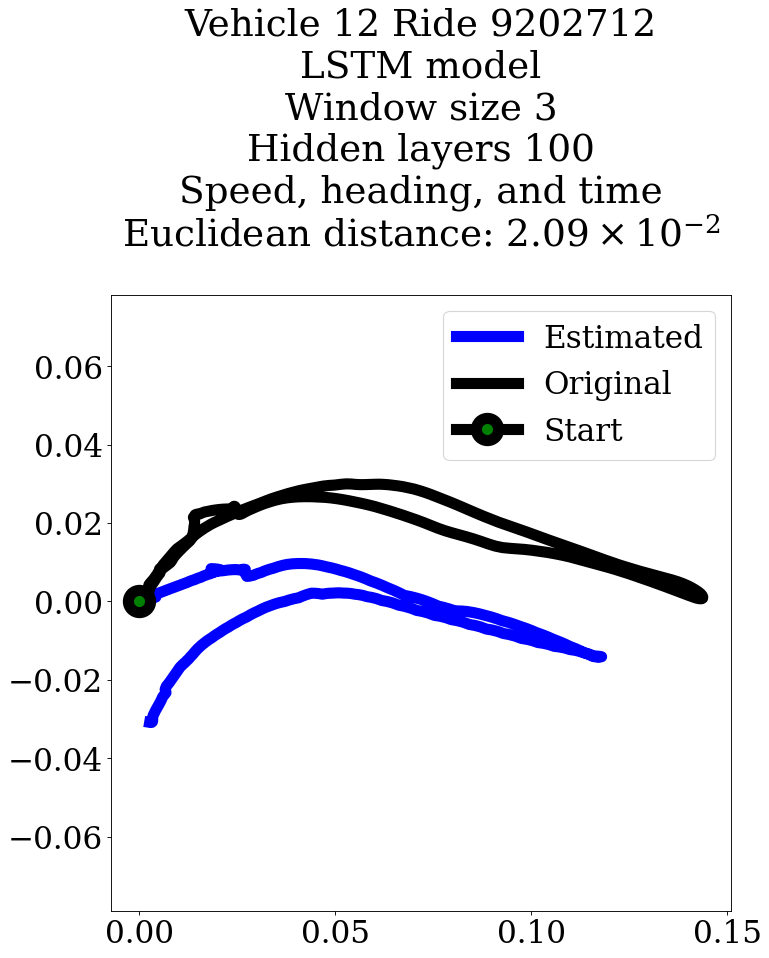 Vehicle 12 Ride 9202712
LSTM model
Window size 3
Hidden layers 100
Speed, heading, and time
Euclidean distance: 2.09 × 10⁻²
Estimated
Original
Start
0.06
0.04
0.02
0.00
−0.02
−0.04
−0.06
0.00 0.05 0.10 0.15